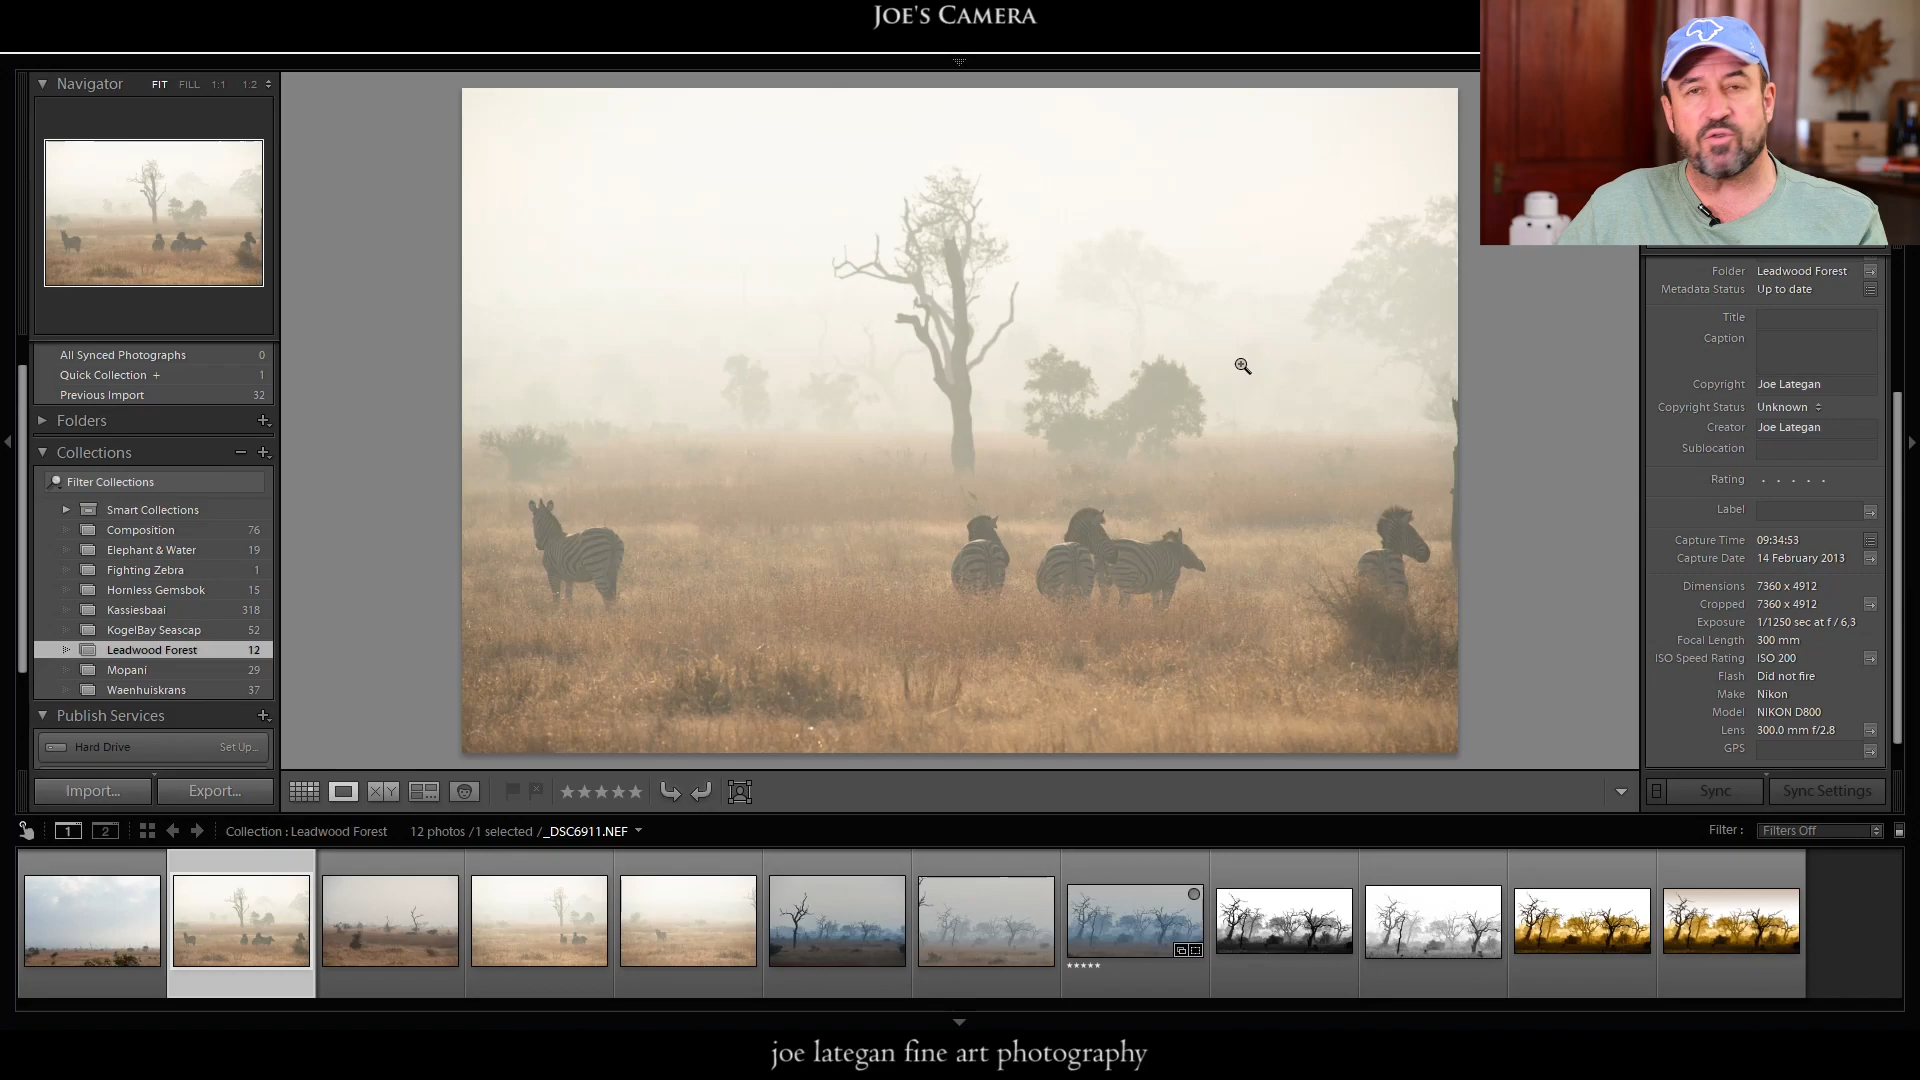 Joe's Camera
Navigator FIT FILL 1:1 1:2
All Synced Photographs 0
Quick Collection + 1
Previous Import 32
Folders
Collections
Filter Collections
Smart Collections
Composition 76
Elephant & Water 19
Fighting Zebra 1
Hornless Gemsbok 15
Kassiesbaai 318
KogelBay Seascap 52
Leadwood Forest 12
Mopani 29
Waenhuiskrans 37
Publish Services
Hard Drive Set Up...
Import... Export...
Folder Leadwood Forest
Metadata Status Up to date
Title
Caption
Copyright Joe Lategan
Copyright Status Unknown
Creator Joe Lategan
Sublocation
Rating . . . . .
Label
Capture Time 09:34:53
Capture Date 14 February 2013
Dimensions 7360 x 4912
Cropped 7360 x 4912
Exposure 1/1250 sec at f / 6,3
Focal Length 300 mm
ISO Speed Rating ISO 200
Flash Did not fire
Make Nikon
Model NIKON D800
Lens 300.0 mm f/2.8
GPS
Sync Sync Settings
X Y
1 2 Collection : Leadwood Forest 12 photos / 1 selected / _DSC6911.NEF Filter : Filters Off
joe lategan fine art photography